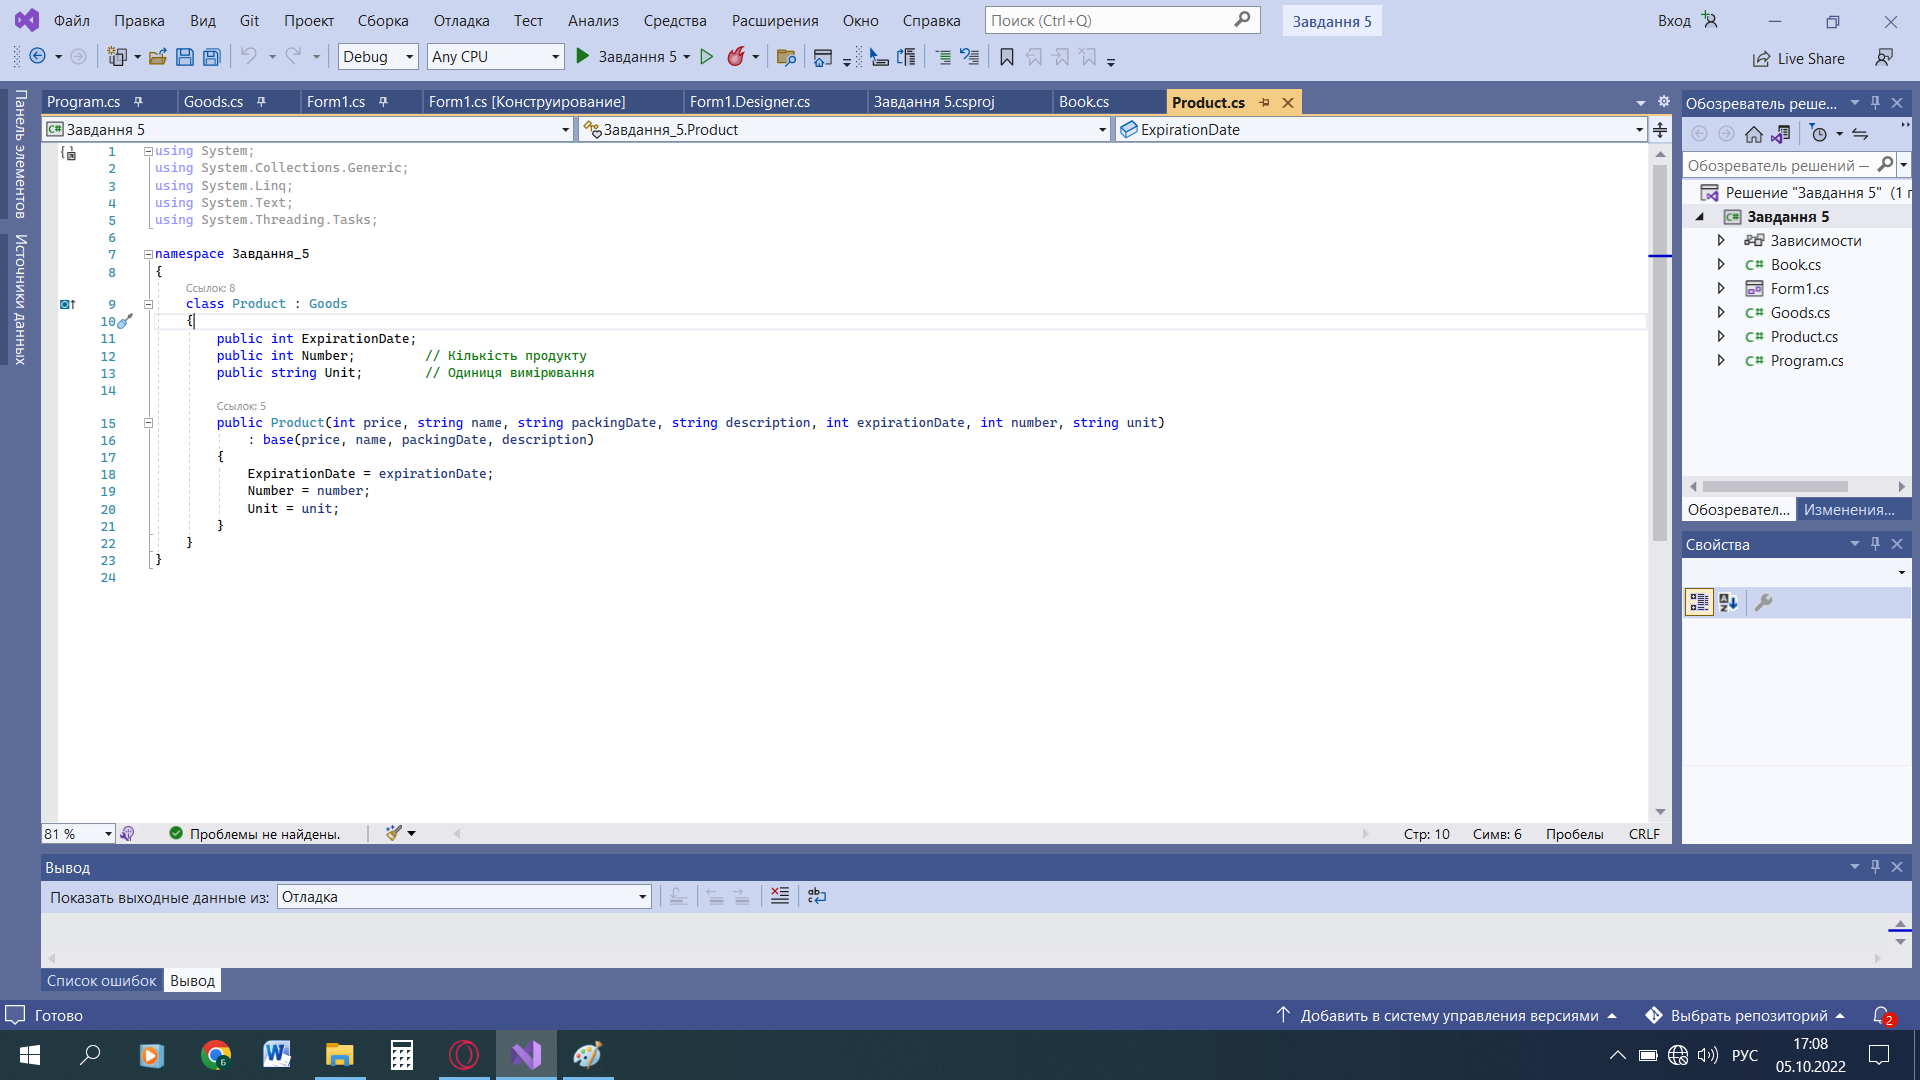 Файл Правка Вид Git Проект Сборка Отладка Тест Анализ Средства Расширения Окно Справка Поиск (Ctrl+Q) Завдання 5 Вход
Debug Any CPU Завдання 5 Live Share
Панель элементов
Источники данных
Program.cs Goods.cs Form1.cs Form1.cs [Конструирование] Form1.Designer.cs Завдання 5.csproj Book.cs Product.cs
Завдання 5 Завдання_5.Product ExpirationDate
1 using System;
2 using System.Collections.Generic;
3 using System.Linq;
4 using System.Text;
5 using System.Threading.Tasks;
6
7 namespace Завдання_5
8 {
Ссылок: 8
9 class Product : Goods
10 {
11 public int ExpirationDate;
12 public int Number; // Кількість продукту
13 public string Unit; // Одиниця вимірювання
14
Ссылок: 5
15 public Product(int price, string name, string packingDate, string description, int expirationDate, int number, string unit)
16 : base(price, name, packingDate, description)
17 {
18 ExpirationDate = expirationDate;
19 Number = number;
20 Unit = unit;
21 }
22 }
23 }
24
81 % Проблемы не найдены. Стр: 10 Симв: 6 Пробелы CRLF
Обозреватель реше...
Обозреватель решений —
Решение "Завдання 5" (1 г
Завдання 5
Зависимости
Book.cs
Form1.cs
Goods.cs
Product.cs
Program.cs
Обозревател... Изменения...
Свойства
Вывод
Показать выходные данные из: Отладка
Список ошибок Вывод
Готово Добавить в систему управления версиями Выбрать репозиторий 2
РУС 17:08
05.10.2022